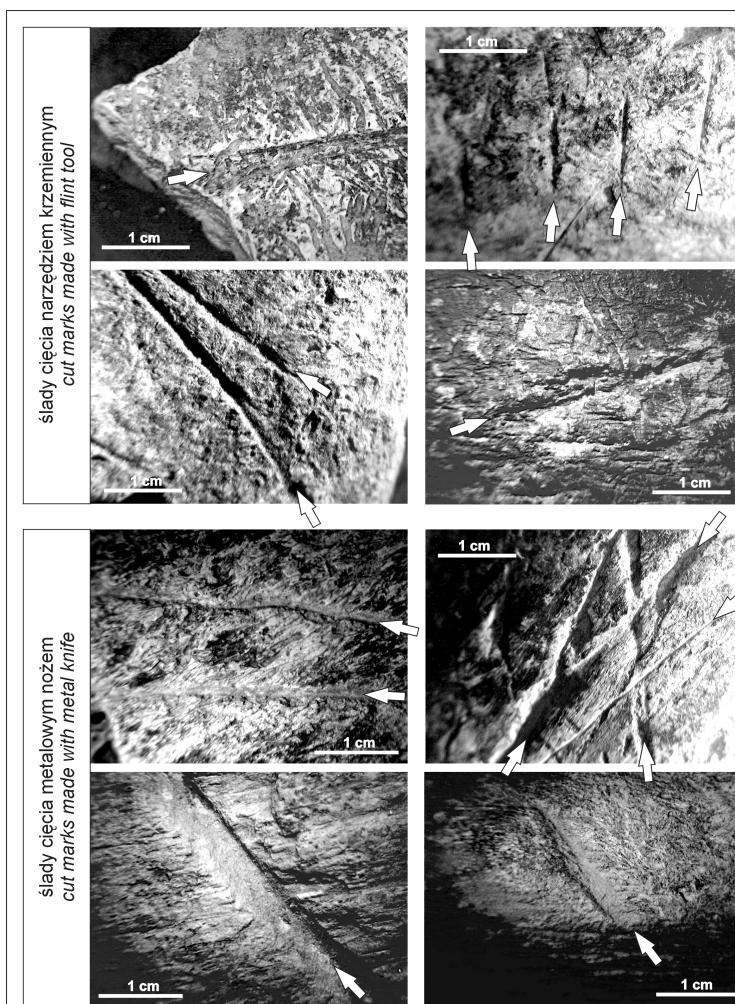 ślady cięcia narzędziem krzemiennym
cut marks made with flint tool
1 cm
1 cm
1 cm
1 cm
ślady cięcia metalowym nożem
cut marks made with metal knife
1 cm
1 cm
1 cm
1 cm